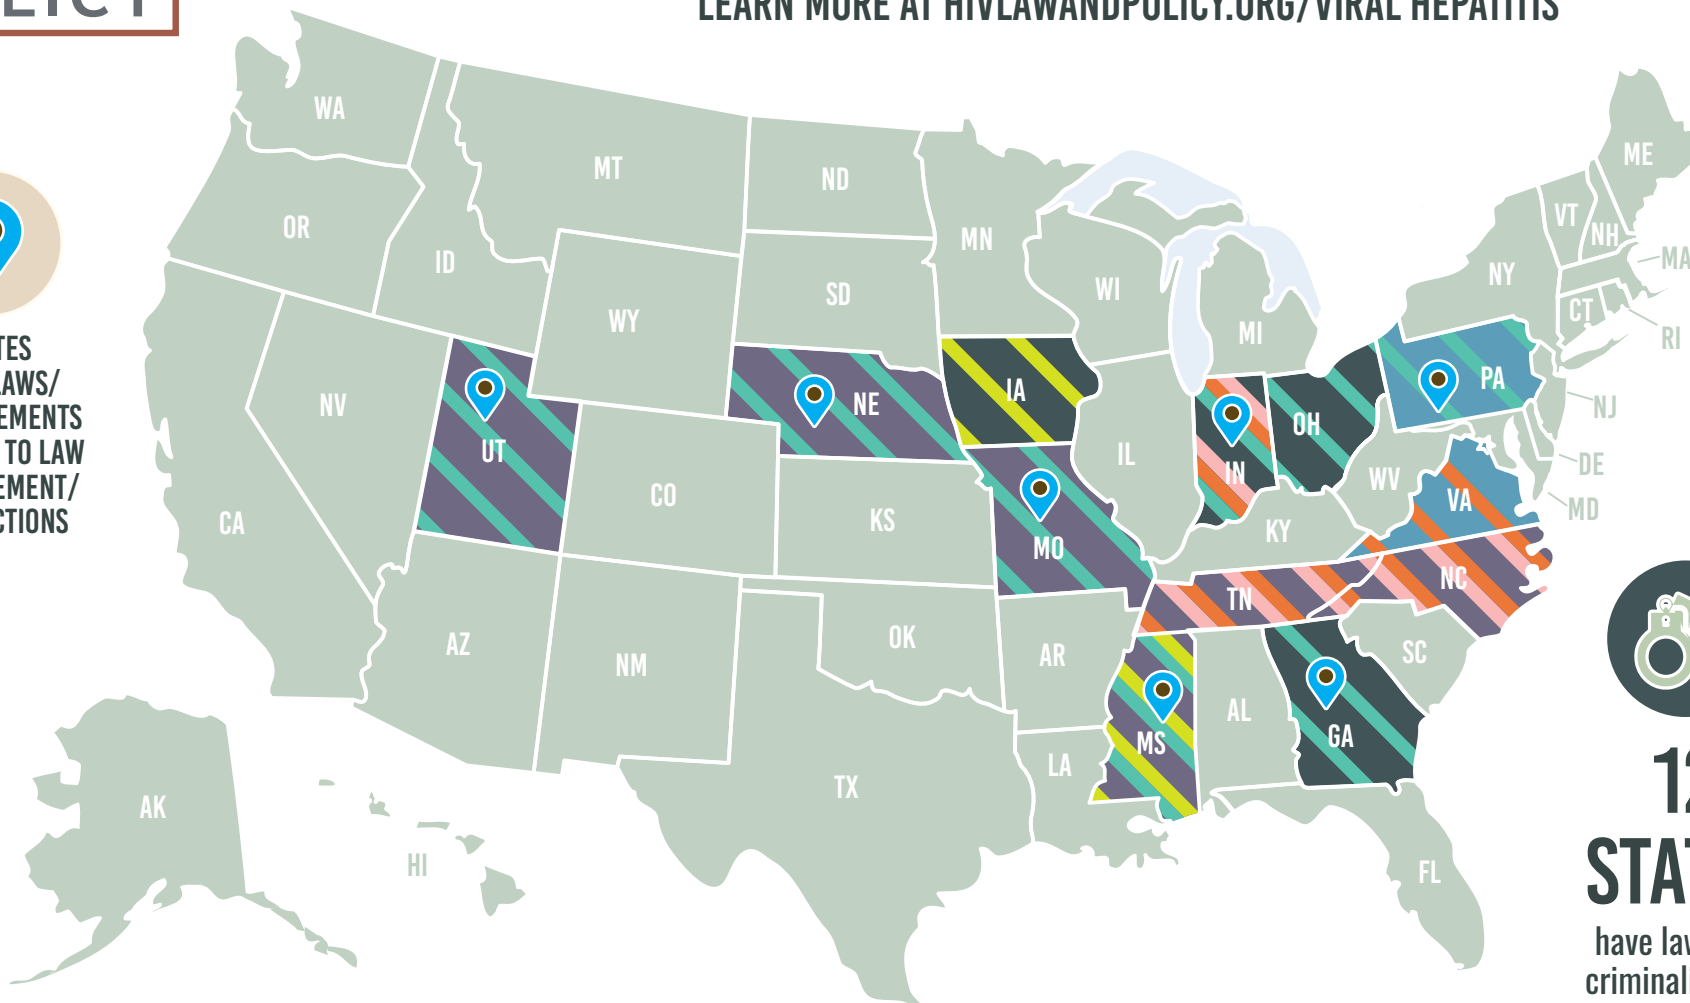 LEARN MORE AT HIVLAWANDPOLICY.ORG/VIRAL HEPATITIS
WA
MT
ND
ME
OR
ID
MN
VT
NH
MA
SD
WI
NY
WY
MI
CT
RI
TES
AWS/
EMENTS
TO LAW
EMENT/
CTIONS
NV
NE
IA
OH
PA
NJ
UT
IL
IN
WV
DE
CA
CO
KS
MO
KY
VA
MD
TN
NC
AZ
NM
OK
AR
SC
AL
MS
GA
LA
TX
AK
HI
FL
12
STAT
have law
criminal